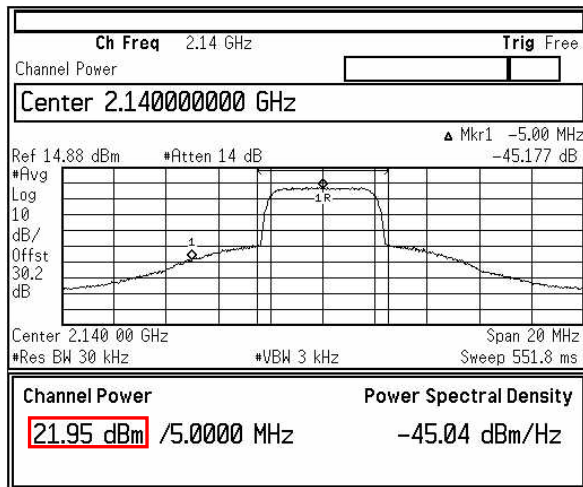 Ch Freq 2.14 GHz Trig Free
Channel Power
Center 2.140000000 GHz
Δ Mkr1 -5.00 MHz
Ref 14.88 dBm #Atten 14 dB -45.177 dB
#Avg
Log
10
dB/
Offst
30.2
dB
1R
1
Center 2.140 00 GHz Span 20 MHz
#Res BW 30 kHz #VBW 3 kHz Sweep 551.8 ms
Channel Power Power Spectral Density
21.95 dBm /5.0000 MHz -45.04 dBm/Hz